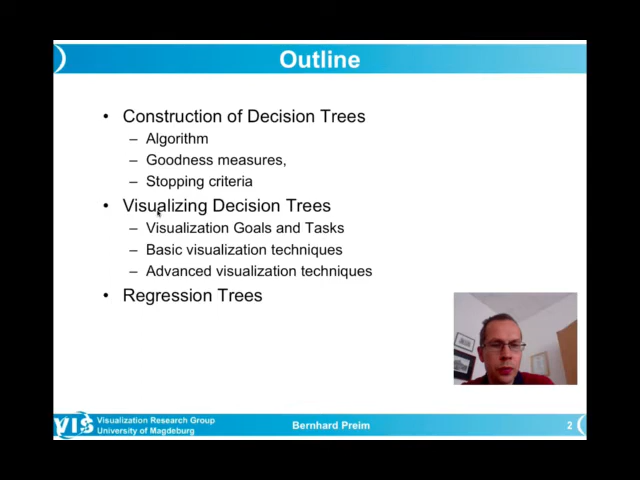 Outline
• Construction of Decision Trees
– Algorithm
– Goodness measures,
– Stopping criteria
• Visualizing Decision Trees
– Visualization Goals and Tasks
– Basic visualization techniques
– Advanced visualization techniques
• Regression Trees
VIS
Visualization Research Group
University of Magdeburg
Bernhard Preim
2